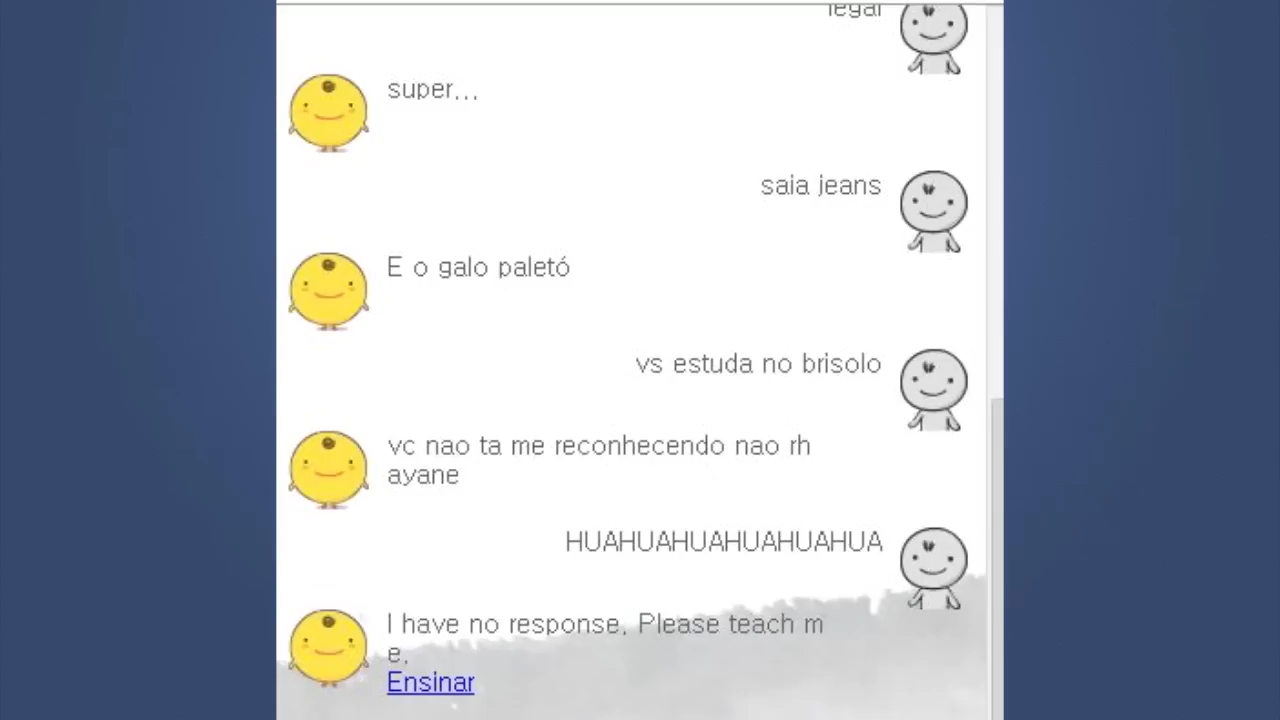 legal
super...
saia jeans
E o galo paletó
vs estuda no brisolo
vc nao ta me reconhecendo nao rh
ayane
HUAHUAHUAHUAHUAHUA
I have no response. Please teach m
e.
Ensinar